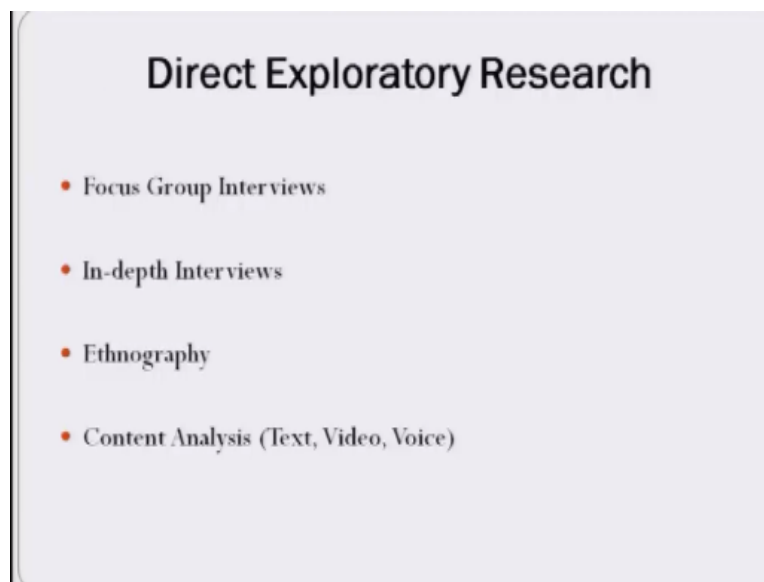 Direct Exploratory Research
• Focus Group Interviews
• In-depth Interviews
• Ethnography
• Content Analysis (Text, Video, Voice)